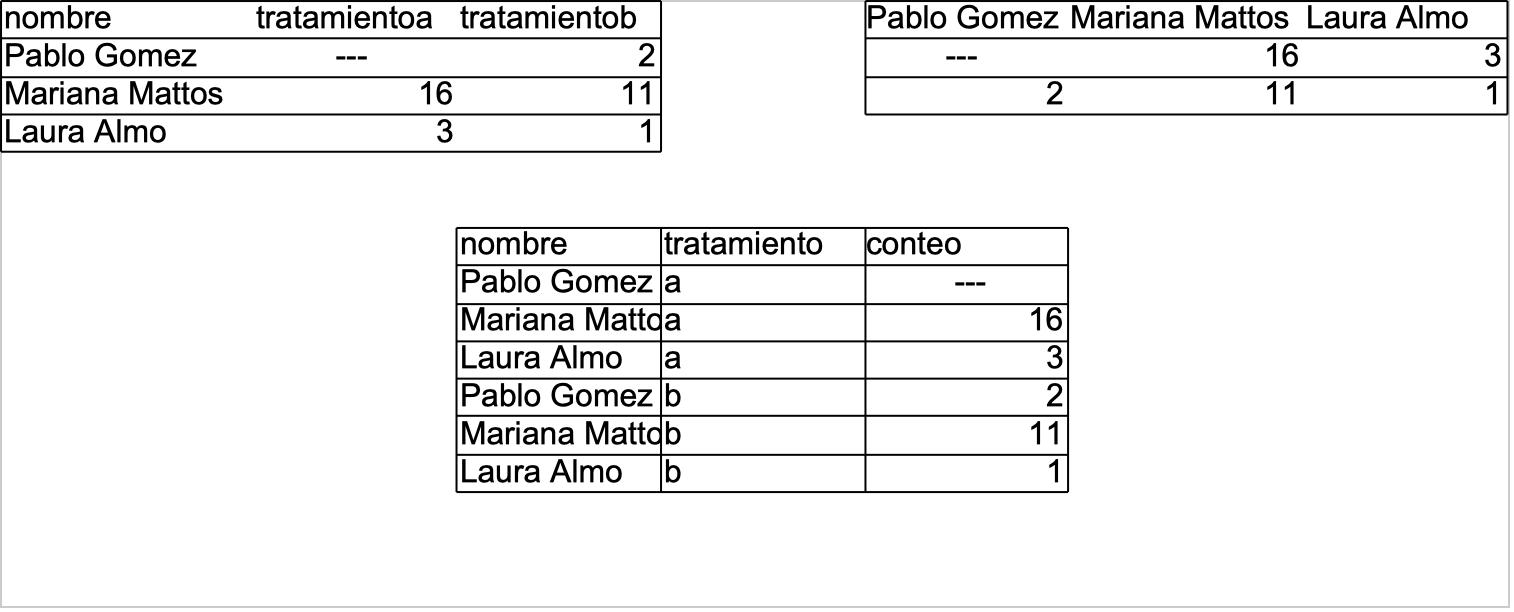 nombre tratamientoa tratamientob
Pablo Gomez --- 2
Mariana Mattos 16 11
Laura Almo 3 1
Pablo Gomez Mariana Mattos Laura Almo
--- 16 3
2 11 1
nombre tratamiento conteo
Pablo Gomez a ---
Mariana Matto a 16
Laura Almo a 3
Pablo Gomez b 2
Mariana Matto b 11
Laura Almo b 1